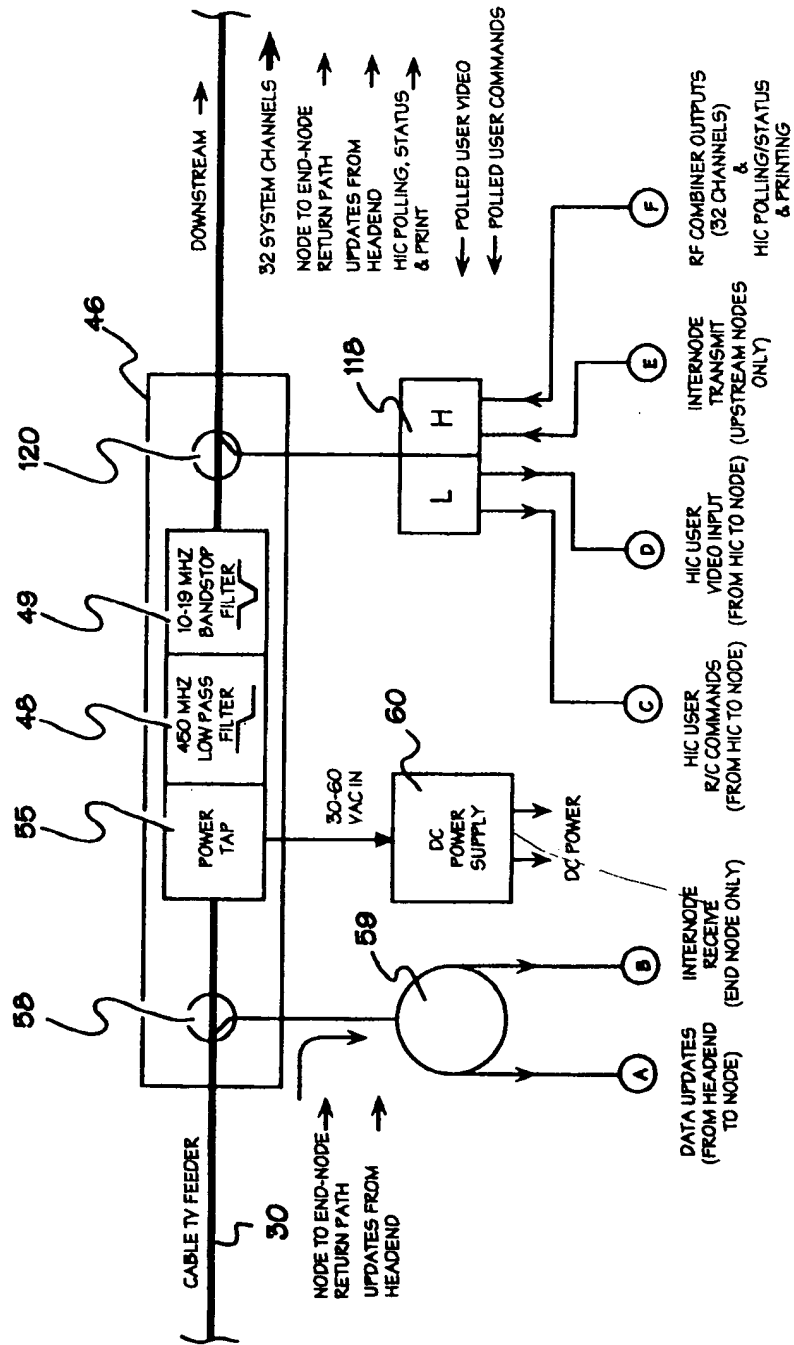 CABLE TV FEEDER
30
58
55
48
49
120
46
POWER
TAP
450 MHZ
LOW PASS
FILTER
10-19 MHZ
BANDSTOP
FILTER
DOWNSTREAM
32 SYSTEM CHANNELS
NODE TO END-NODE
RETURN PATH
UPDATES FROM
HEADEND
HIC POLLING, STATUS
& PRINT
POLLED USER VIDEO
POLLED USER COMMANDS
NODE TO END-NODE
RETURN PATH
UPDATES FROM
HEADEND
59
30-60
VAC IN
60
DC
POWER
SUPPLY
DC POWER
118
L
H
A
DATA UPDATES
(FROM HEADEND
TO NODE)
B
INTERNODE
RECEIVE
(END NODE ONLY)
C
HIC USER
R/C COMMANDS
(FROM HIC TO NODE)
D
HIC USER
VIDEO INPUT
(FROM HIC TO NODE)
E
INTERNODE
TRANSMIT
(UPSTREAM NODES
ONLY)
F
RF COMBINER OUTPUTS
(32 CHANNELS)
&
HIC POLLING/STATUS
& PRINTING